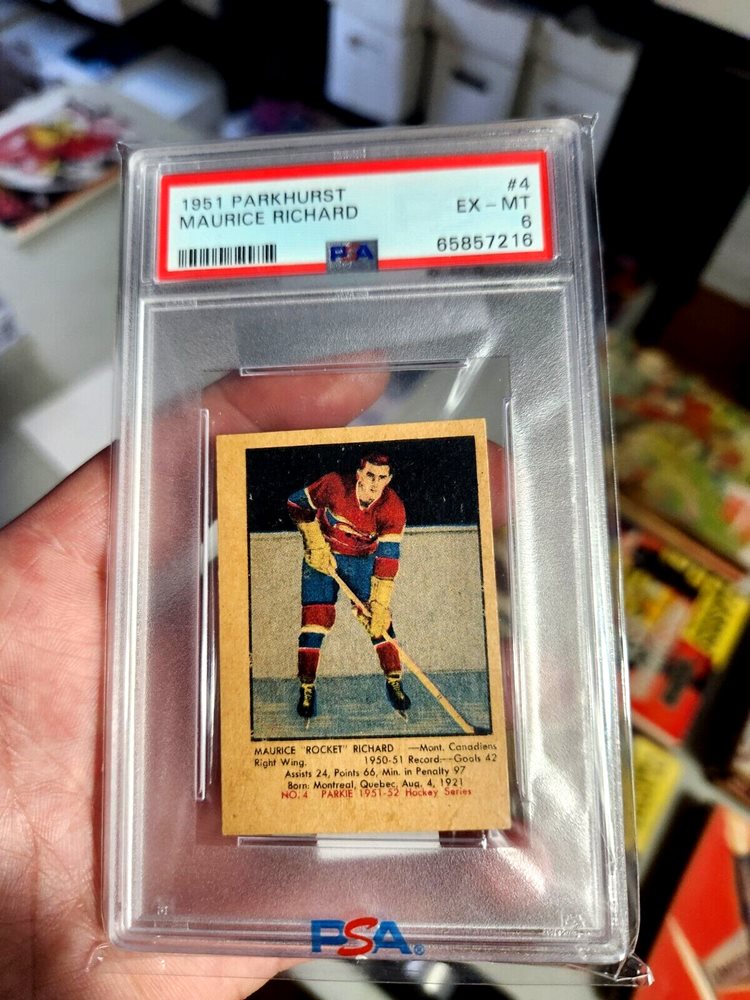 1951 PARKHURST #4
MAURICE RICHARD EX - MT
6
PSA 65857216
MAURICE "ROCKET" RICHARD —Mont. Canadiens
Right Wing. 1950-51 Record:—Goals 42
Assists 24, Points 66, Min. in Penalty 97
Born: Montreal, Quebec, Aug. 4, 1921
NO. 4 PARKIE 1951-52 Hockey Series
PSA®